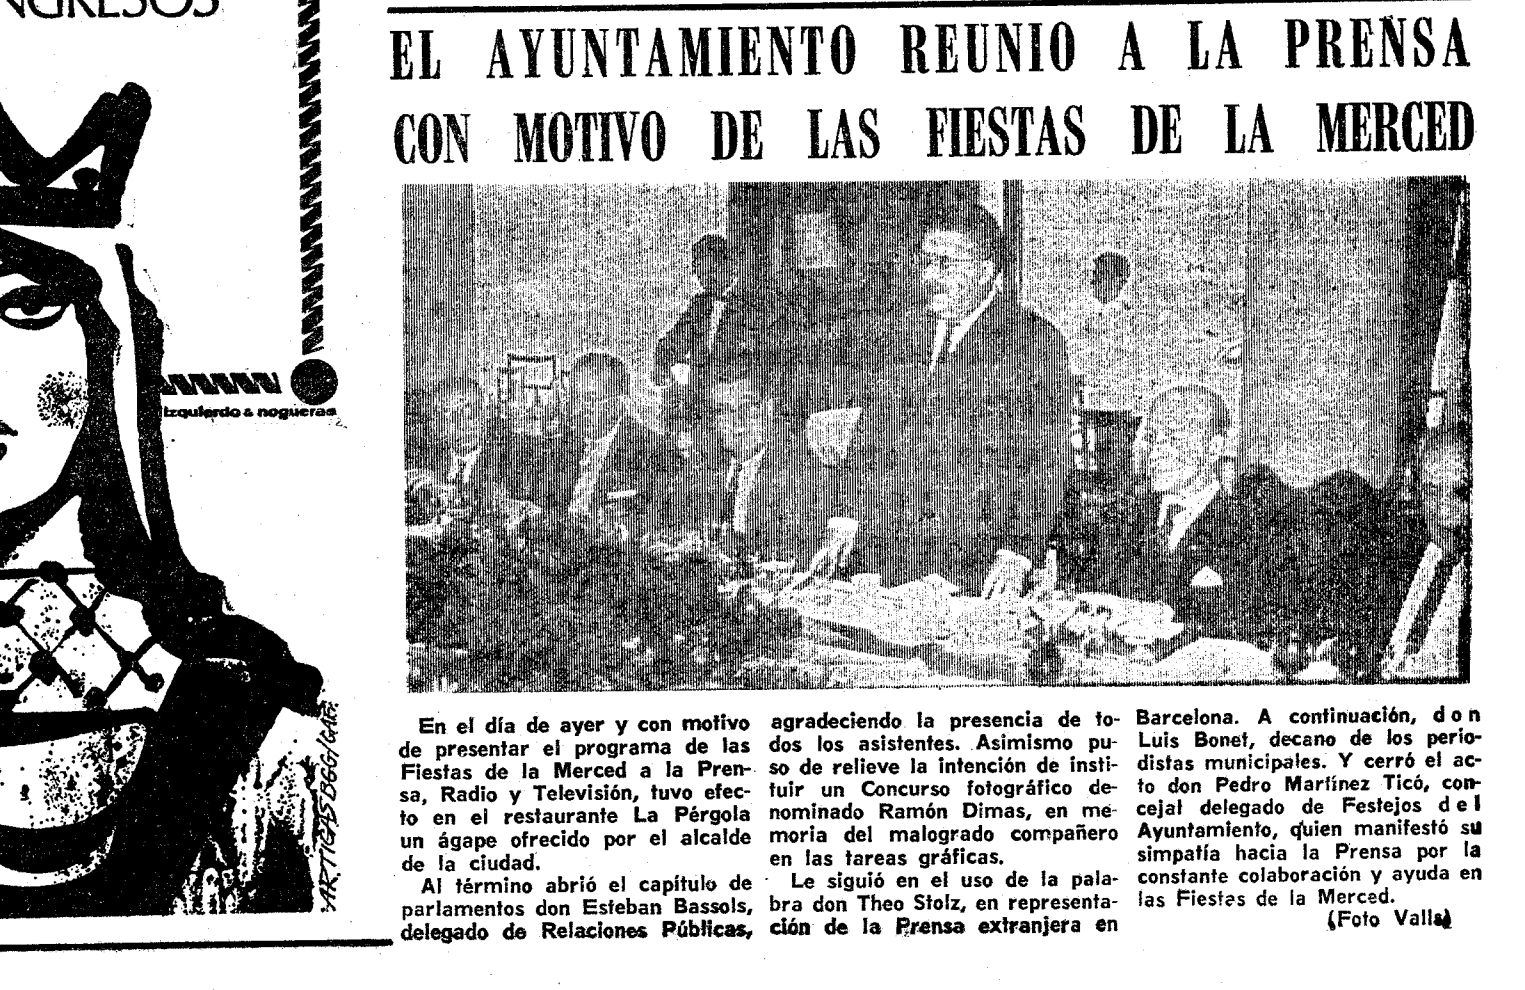 EL AYUNTAMIENTO REUNIO A LA PRENSA
CON MOTIVO DE LAS FIESTAS DE LA MERCED
Izquierdo & nogueras
ARTIGAS
En el día de ayer y con motivo
de presentar el programa de las
Fiestas de la Merced a la Pren-
sa, Radio y Televisión, tuvo efec-
to en el restaurante La Pérgola
un ágape ofrecido por el alcalde
de la ciudad.
Al término abrió el capítulo de
parlamentos don Esteban Bassols,
delegado de Relaciones Públicas,
agradeciendo la presencia de to-
dos los asistentes. Asimismo pu-
so de relieve la intención de insti-
tuir un Concurso fotográfico de-
nominado Ramón Dimas, en me-
moria del malogrado compañero
en las tareas gráficas.
Le siguió en el uso de la pala-
bra don Theo Stolz, en representa-
ción de la Prensa extranjera en
Barcelona. A continuación, don
Luis Bonet, decano de los perio-
distas municipales. Y cerró el ac-
to don Pedro Martínez Ticó, con-
cejal delegado de Festejos del
Ayuntamiento, quien manifestó su
simpatía hacia la Prensa por la
constante colaboración y ayuda en
las Fiestas de la Merced.
(Foto Valls)